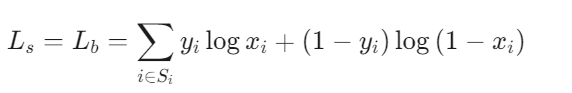 $L_s = L_b = \sum_{i \in S_i} y_i \log x_i + (1 - y_i) \log (1 - x_i)$